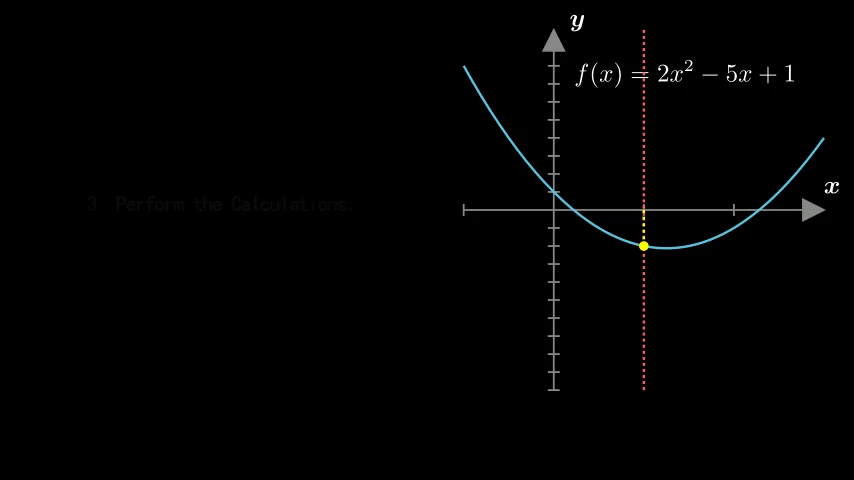 y
f(x) = 2x² − 5x + 1
x
3. Perform the Calculations: